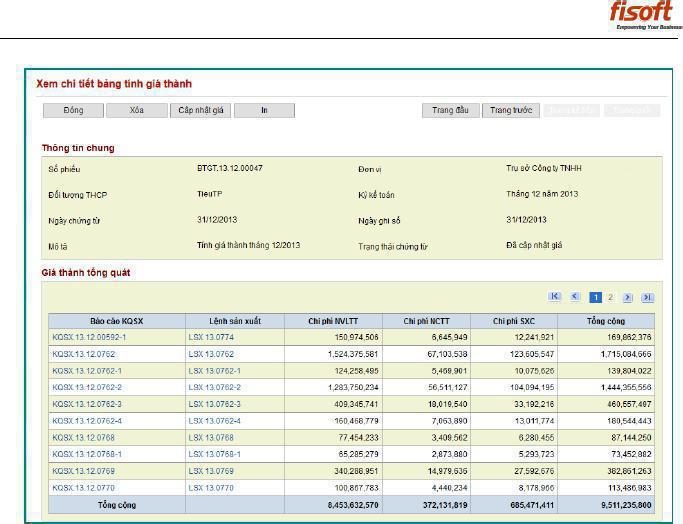 fisoft
Empowering Your Business
Xem chi tiết bảng tính giá thành
Đóng Xóa Cập nhật giá In Trang đầu Trang trước
Thông tin chung
Số phiếu BTGT.13.12.00047 Đơn vị Trụ sở Công ty TNHH
Đối tượng THCP TieuTP Kỳ kế toán Tháng 12 năm 2013
Ngày chứng từ 31/12/2013 Ngày ghi sổ 31/12/2013
Mô tả Tính giá thành tháng 12/2013 Trạng thái chứng từ Đã cập nhật giá
Giá thành tổng quát
1 2
Báo cáo KQSX Lệnh sản xuất Chi phí NVLTT Chi phí NCTT Chi phí SXC Tổng cộng
KQSX.13.12.00592-1 LSX.13.0774 150,974,506 6,645,949 12,241,921 169,862,376
KQSX.13.12.0762 LSX.13.0762 1,524,375,581 67,103,538 123,605,547 1,715,084,666
KQSX.13.12.0762-1 LSX.13.0762-1 124,258,495 5,469,901 10,075,626 139,804,022
KQSX.13.12.0762-2 LSX.13.0762-2 1,283,750,234 56,511,127 104,094,195 1,444,355,556
KQSX.13.12.0762-3 LSX.13.0762-3 409,345,741 18,019,540 33,192,216 460,557,497
KQSX.13.12.0762-4 LSX.13.0762-4 160,468,779 7,063,890 13,011,774 180,544,443
KQSX.13.12.0768 LSX.13.0768 77,454,233 3,409,562 6,280,455 87,144,250
KQSX.13.12.0768-1 LSX.13.0768-1 65,285,279 2,873,880 5,293,723 73,452,882
KQSX.13.12.0769 LSX.13.0769 340,288,951 14,979,636 27,592,676 382,861,263
KQSX.13.12.0770 LSX.13.0770 100,867,783 4,440,234 8,178,966 113,486,983
Tổng cộng 8,453,632,570 372,131,819 685,471,411 9,511,235,800